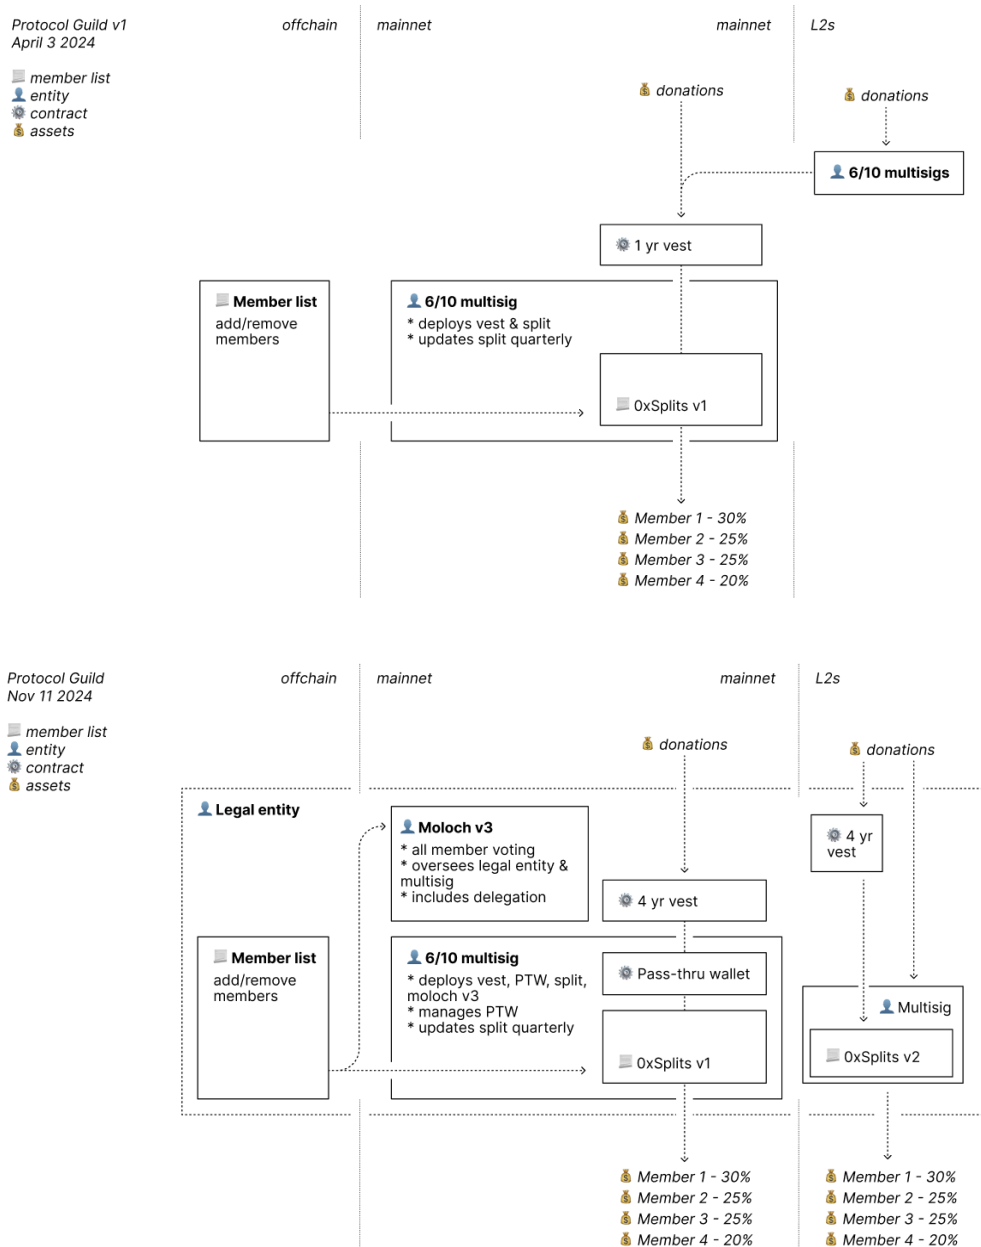 Protocol Guild v1
April 3 2024
member list
entity
contract
assets
offchain
mainnet
mainnet
L2s
donations
donations
6/10 multisigs
1 yr vest
Member list
add/remove
members
6/10 multisig
* deploys vest & split
* updates split quarterly
0xSplits v1
Member 1 - 30%
Member 2 - 25%
Member 3 - 25%
Member 4 - 20%
Protocol Guild
Nov 11 2024
member list
entity
contract
assets
offchain
mainnet
mainnet
L2s
donations
donations
Legal entity
Moloch v3
* all member voting
* oversees legal entity &
multisig
* includes delegation
4 yr vest
4 yr
vest
Member list
add/remove
members
6/10 multisig
* deploys vest, PTW, split,
moloch v3
* manages PTW
* updates split quarterly
Pass-thru wallet
0xSplits v1
Multisig
0xSplits v2
Member 1 - 30%
Member 2 - 25%
Member 3 - 25%
Member 4 - 20%
Member 1 - 30%
Member 2 - 25%
Member 3 - 25%
Member 4 - 20%